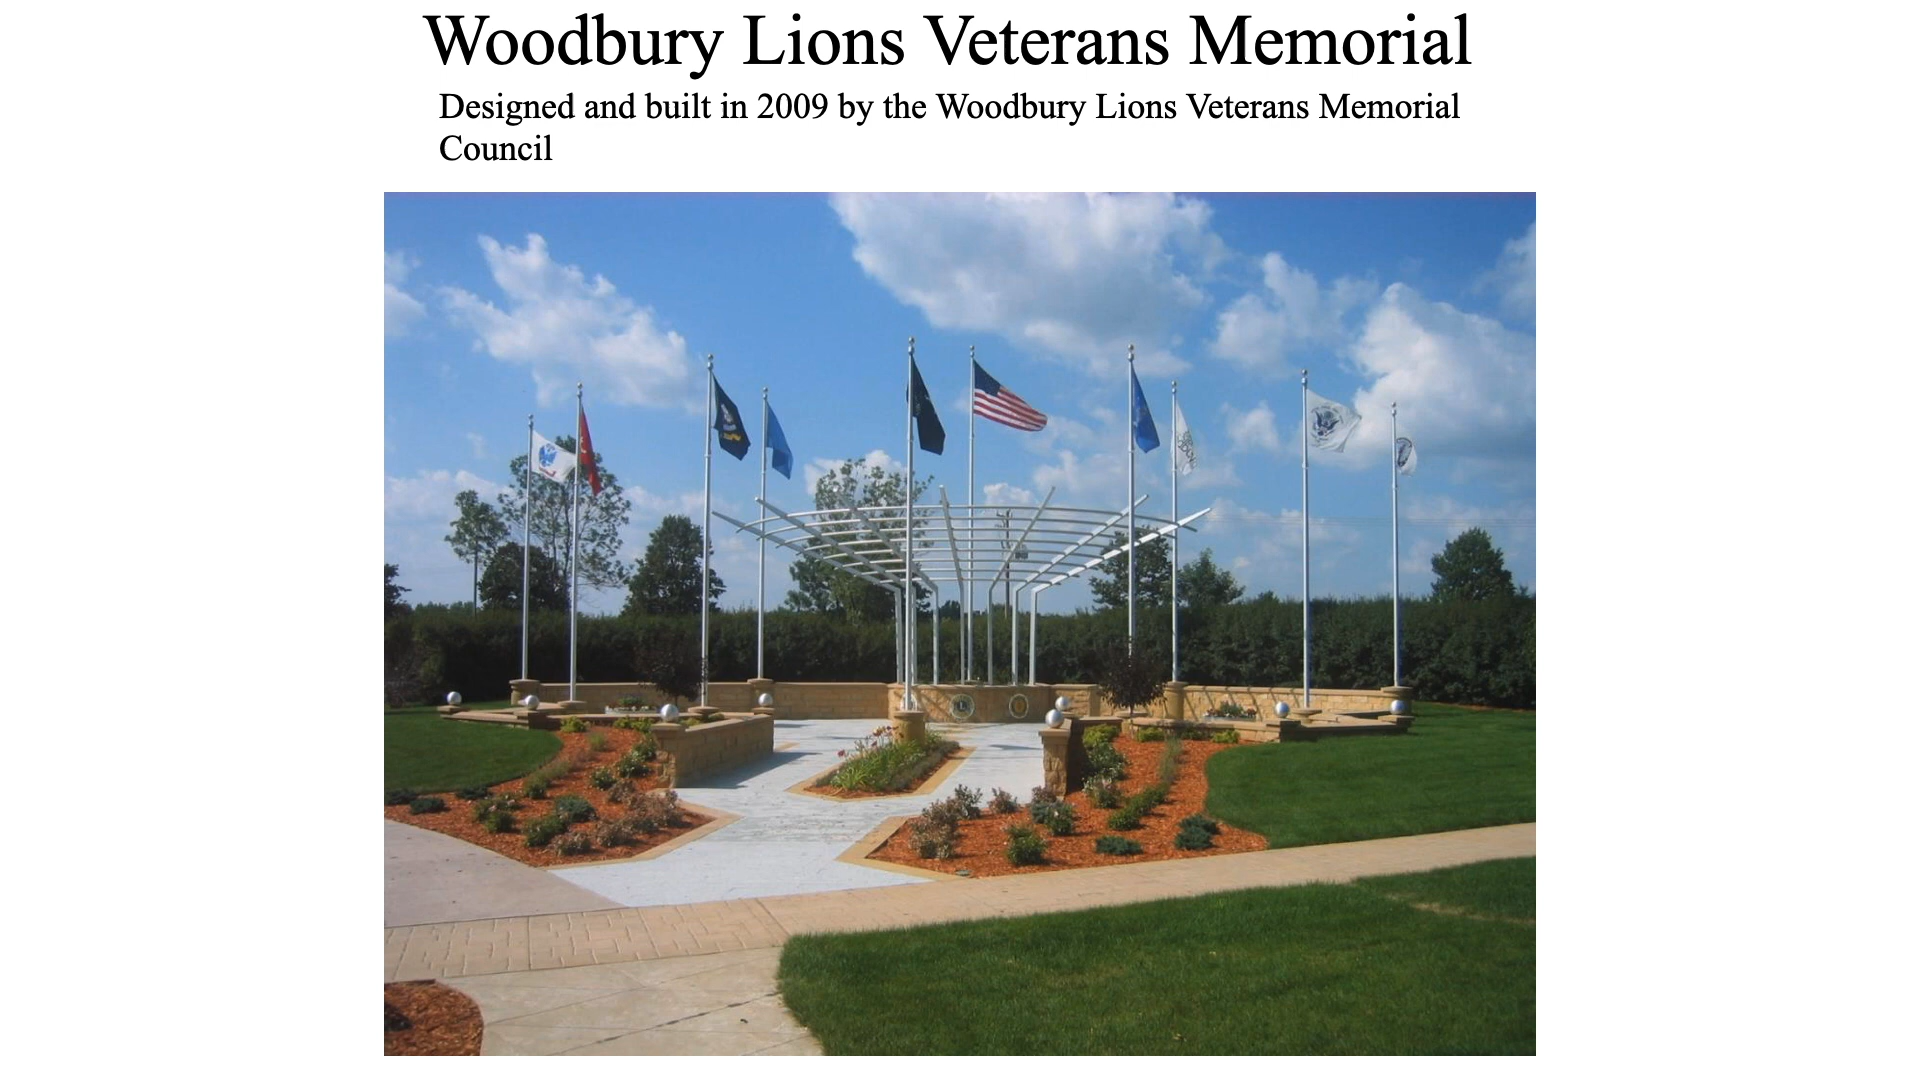 Woodbury Lions Veterans Memorial
Designed and built in 2009 by the Woodbury Lions Veterans Memorial
Council